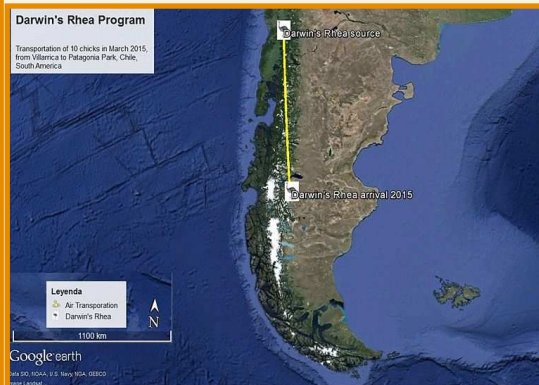 Darwin's Rhea Program
Transportation of 10 chicks in March 2015,
from Villarrica to Patagonia Park, Chile,
South America
Darwin's Rhea source
Darwin's Rhea arrival 2015
Leyenda
Air Transporation
Darwin's Rhea
N
1100 km
Google earth
Data SIO, NOAA, U.S. Navy, NGA, GEBCO
Image Landsat